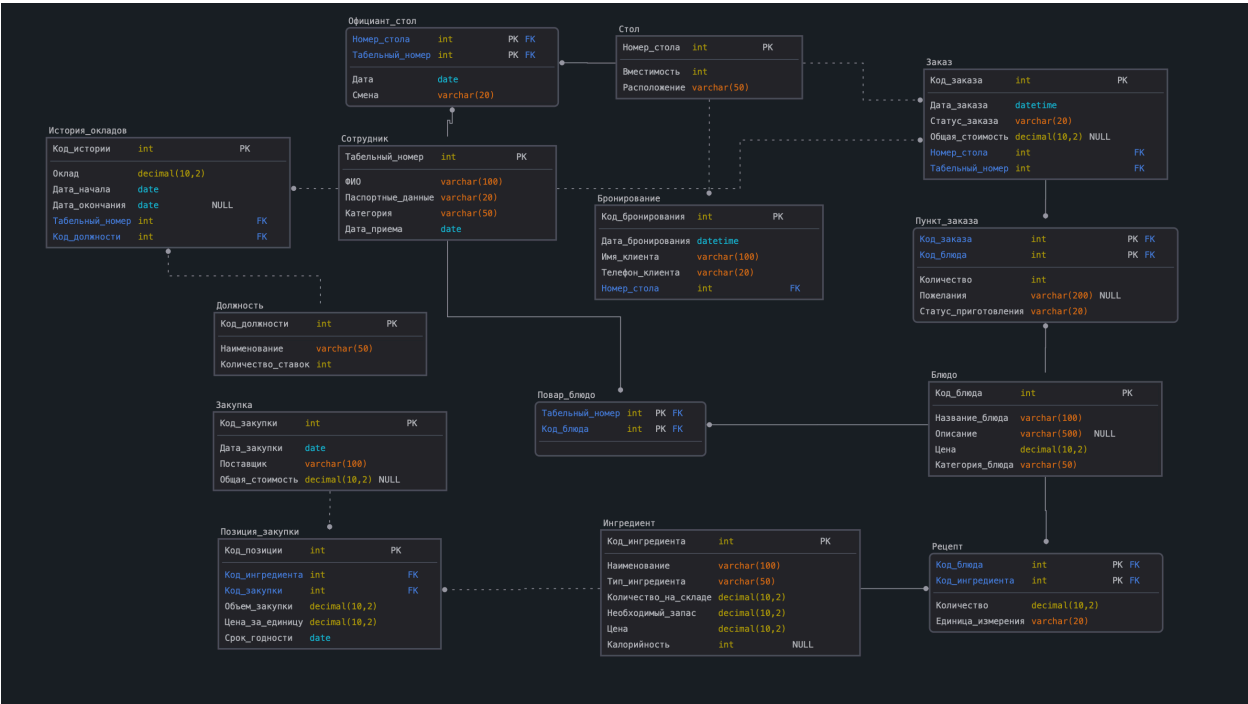 Официант_стол
Номер_стола int PK FK
Табельный_номер int PK FK
Дата date
Смена varchar(20)
Стол
Номер_стола int PK
Вместимость int
Расположение varchar(50)
Заказ
Код_заказа int PK
Дата_заказа datetime
Статус_заказа varchar(20)
Общая_стоимость decimal(10,2) NULL
Номер_стола int FK
Табельный_номер int FK
История_окладов
Код_истории int PK
Оклад decimal(10,2)
Дата_начала date
Дата_окончания date NULL
Табельный_номер int FK
Код_должности int FK
Сотрудник
Табельный_номер int PK
ФИО varchar(100)
Паспортные_данные varchar(20)
Категория varchar(50)
Дата_приема date
Бронирование
Код_бронирования int PK
Дата_бронирования datetime
Имя_клиента varchar(100)
Телефон_клиента varchar(20)
Номер_стола int FK
Пункт_заказа
Код_заказа int PK FK
Код_блюда int PK FK
Количество int
Пожелания varchar(200) NULL
Статус_приготовления varchar(20)
Должность
Код_должности int PK
Наименование varchar(50)
Количество_ставок int
Закупка
Код_закупки int PK
Дата_закупки date
Поставщик varchar(100)
Общая_стоимость decimal(10,2) NULL
Повар_блюдо
Табельный_номер int PK FK
Код_блюда int PK FK
Блюдо
Код_блюда int PK
Название_блюда varchar(100)
Описание varchar(500) NULL
Цена decimal(10,2)
Категория_блюда varchar(50)
Позиция_закупки
Код_позиции int PK
Код_ингредиента int FK
Код_закупки int FK
Объем_закупки decimal(10,2)
Цена_за_единицу decimal(10,2)
Срок_годности date
Ингредиент
Код_ингредиента int PK
Наименование varchar(100)
Тип_ингредиента varchar(50)
Количество_на_складе decimal(10,2)
Необходимый_запас decimal(10,2)
Цена decimal(10,2)
Калорийность int NULL
Рецепт
Код_блюда int PK FK
Код_ингредиента int PK FK
Количество decimal(10,2)
Единица_измерения varchar(20)